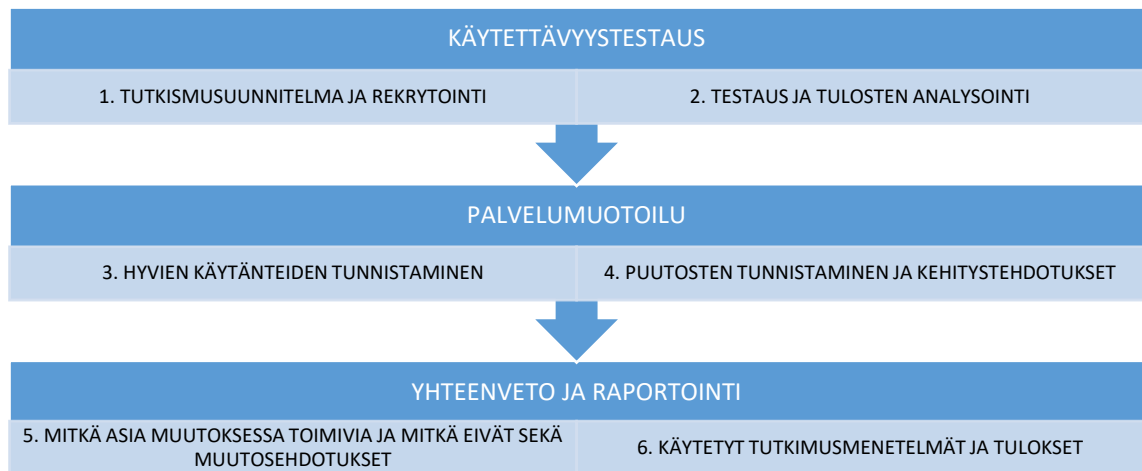 KÄYTETTÄVYYSTESTAUS
1. TUTKISMUSUUNNITELMA JA REKRYTOINTI
2. TESTAUS JA TULOSTEN ANALYSOINTI
PALVELUMUOTOILU
3. HYVIEN KÄYTÄNTEIDEN TUNNISTAMINEN
4. PUUTOSTEN TUNNISTAMINEN JA KEHITYSTEHDOTUKSET
YHTEENVETO JA RAPORTOINTI
5. MITKÄ ASIA MUUTOKSESSA TOIMIVIA JA MITKÄ EIVÄT SEKÄ
MUUTOSEHDOTUKSET
6. KÄYTETYT TUTKIMUSMENETELMÄT JA TULOKSET